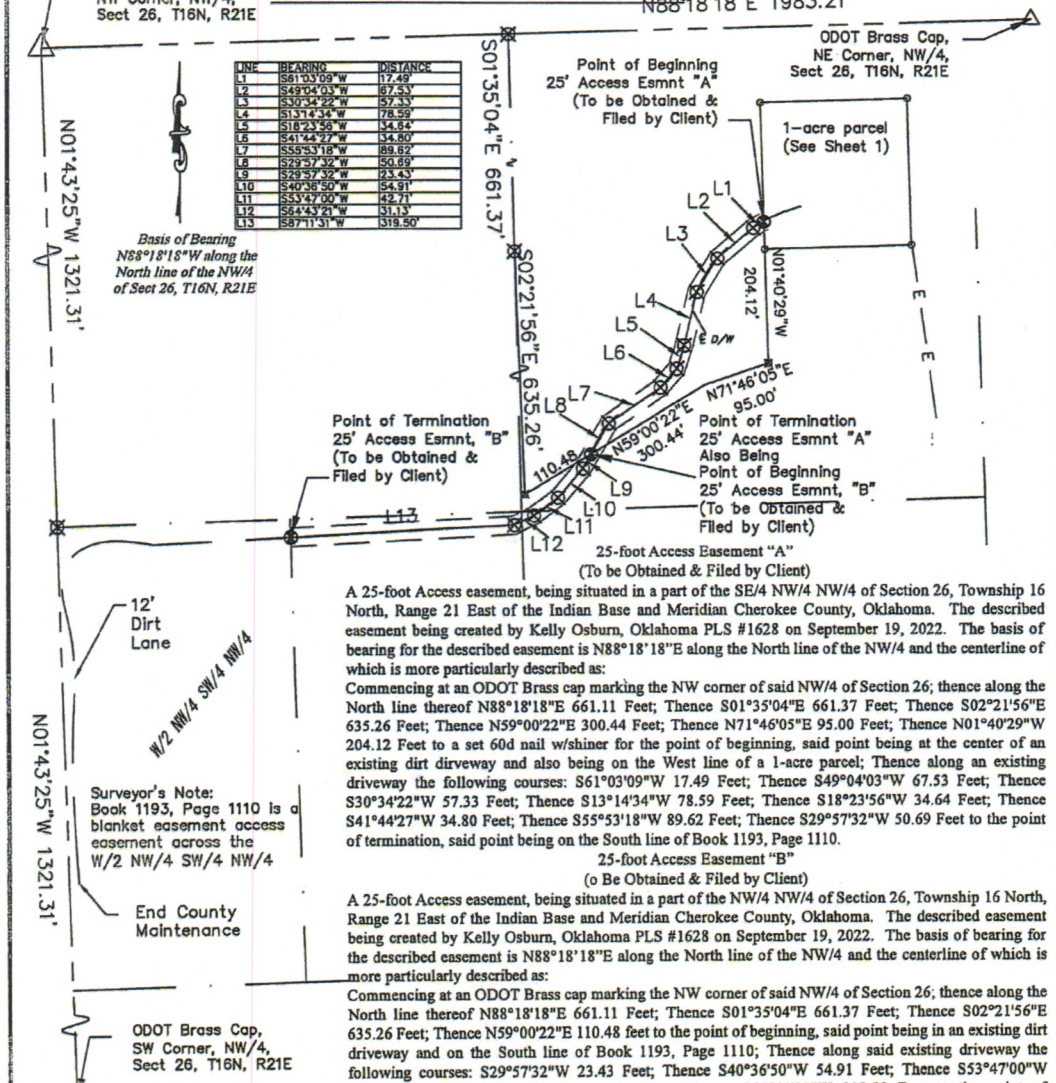 NW Corner, NW/4,
Sect 26, T16N, R21E
N88°18'18"E 1983.21'
ODOT Brass Cap,
NE Corner, NW/4,
Sect 26, T16N, R21E
Point of Beginning
25' Access Esmnt "A"
(To be Obtained &
Filed by Client)
1-acre parcel
(See Sheet 1)
LINE BEARING DISTANCE
L1 S61°03'09"W 17.49'
L2 S49°04'03"W 67.53'
L3 S30°34'22"W 57.33'
L4 S13°14'34"W 78.59'
L5 S18°23'56"W 34.64'
L6 S41°44'27"W 34.80'
L7 S55°53'18"W 89.62'
L8 S29°57'32"W 50.69'
L9 S29°57'32"W 23.43'
L10 S40°36'50"W 54.91'
L11 S53°47'00"W 42.71'
L12 S64°43'21"W 31.13'
L13 S87°11'31"W 319.50'
Basis of Bearing
N88°18'18"W along the
North line of the NW/4
of Sect 26, T16N, R21E
N01°43'25"W 1321.31'
S01°35'04"E 661.37'
S02°21'56"E 635.26'
L1
L2
L3
L4
L5
L6
L7
L8
E D/W
N01°40'29"W
204.12'
E
E
E
N71°46'05"E
95.00'
N59°00'22"E
300.44'
110.48
Point of Termination
25' Access Esmnt, "B"
(To be Obtained &
Filed by Client)
Point of Termination
25' Access Esmnt "A"
Also Being
Point of Beginning
25' Access Esmnt, "B"
(To be Obtained &
Filed by Client)
L9
L10
L11
L12
L13
12'
Dirt
Lane
W/2 NW/4 SW/4 NW/4
N01°43'25"W 1321.31'
Surveyor's Note:
Book 1193, Page 1110 is a
blanket easement access
easement across the
W/2 NW/4 SW/4 NW/4
End County
Maintenance
ODOT Brass Cap,
SW Corner, NW/4,
Sect 26, T16N, R21E
25-foot Access Easement "A"
(To be Obtained & Filed by Client)
A 25-foot Access easement, being situated in a part of the SE/4 NW/4 NW/4 of Section 26, Township 16
North, Range 21 East of the Indian Base and Meridian Cherokee County, Oklahoma. The described
easement being created by Kelly Osburn, Oklahoma PLS #1628 on September 19, 2022. The basis of
bearing for the described easement is N88°18'18"E along the North line of the NW/4 and the centerline of
which is more particularly described as:
Commencing at an ODOT Brass cap marking the NW corner of said NW/4 of Section 26; thence along the
North line thereof N88°18'18"E 661.11 Feet; Thence S01°35'04"E 661.37 Feet; Thence S02°21'56"E
635.26 Feet; Thence N59°00'22"E 300.44 Feet; Thence N71°46'05"E 95.00 Feet; Thence N01°40'29"W
204.12 Feet to a set 60d nail w/shiner for the point of beginning, said point being at the center of an
existing dirt dirveway and also being on the West line of a 1-acre parcel; Thence along an existing
driveway the following courses: S61°03'09"W 17.49 Feet; Thence S49°04'03"W 67.53 Feet; Thence
S30°34'22"W 57.33 Feet; Thence S13°14'34"W 78.59 Feet; Thence S18°23'56"W 34.64 Feet; Thence
S41°44'27"W 34.80 Feet; Thence S55°53'18"W 89.62 Feet; Thence S29°57'32"W 50.69 Feet to the point
of termination, said point being on the South line of Book 1193, Page 1110.
25-foot Access Easement "B"
(o Be Obtained & Filed by Client)
A 25-foot Access easement, being situated in a part of the NW/4 NW/4 of Section 26, Township 16 North,
Range 21 East of the Indian Base and Meridian Cherokee County, Oklahoma. The described easement
being created by Kelly Osburn, Oklahoma PLS #1628 on September 19, 2022. The basis of bearing for
the described easement is N88°18'18"E along the North line of the NW/4 and the centerline of which is
more particularly described as:
Commencing at an ODOT Brass cap marking the NW corner of said NW/4 of Section 26; thence along the
North line thereof N88°18'18"E 661.11 Feet; Thence S01°35'04"E 661.37 Feet; Thence S02°21'56"E
635.26 Feet; Thence N59°00'22"E 110.48 feet to the point of beginning, said point being in an existing dirt
driveway and on the South line of Book 1193, Page 1110; Thence along said existing driveway the
following courses: S29°57'32"W 23.43 Feet; Thence S40°36'50"W 54.91 Feet; Thence S53°47'00"W